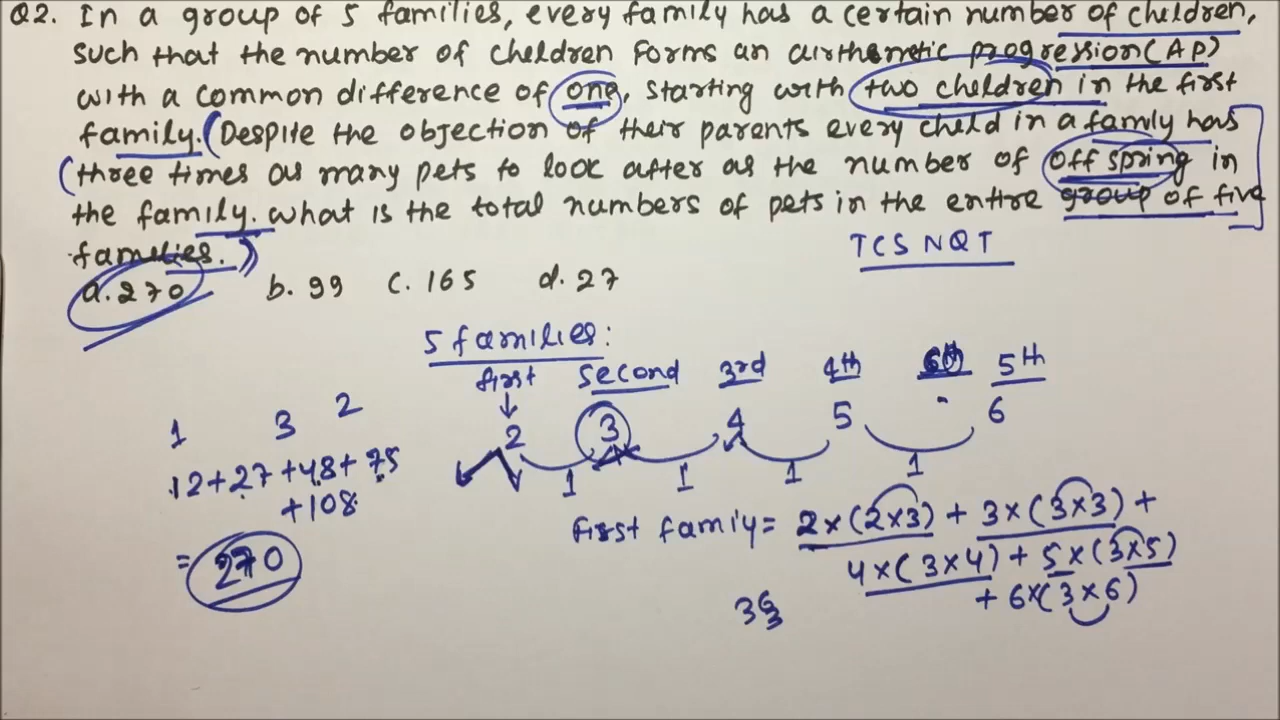 Q2. In a group of 5 families, every family has a certain number of children,
such that the number of children forms an airthemetic progression(AP)
with a common difference of one, starting with two children in the first
family. (Despite the objection of their parents every child in a family has
(three times as many pets to look after as the number of offspring in
the family. what is the total numbers of pets in the entire group of five
families.)
TCS NQT
a. 270 b. 99 c. 165 d. 27
5 families:
first second 3rd 4th 5th
2 3 4 5 6
1 1 1 1
1 3 2
12+27+48+75
+108
= 270
First famiy= 2×(2×3) + 3×(3×3) +
4×(3×4) + 5×(3×5)
+ 6×(3×6)